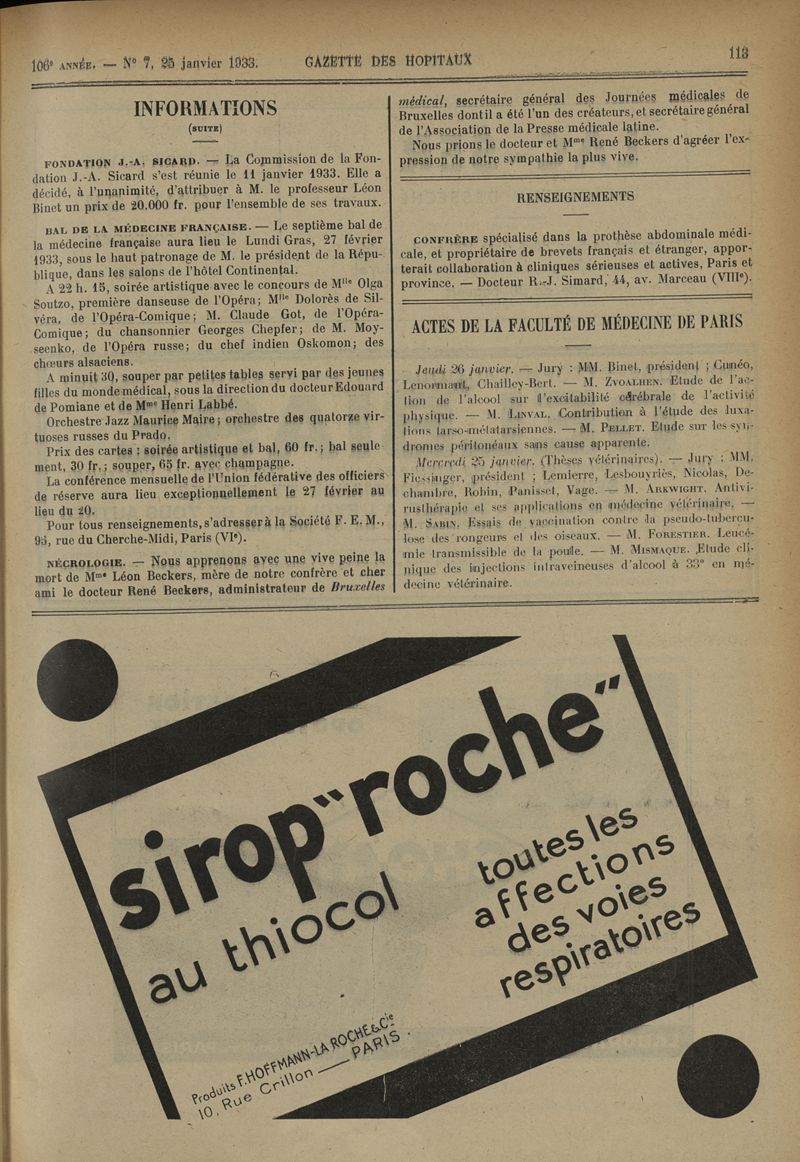 106e ANNÉE. — N° 7, 25 janvier 1933.
GAZETTE DES HOPITAUX
113
INFORMATIONS
(SUITE)
FONDATION J.-A. SICARD. — La Commission de la Fon-
dation J.-A. Sicard s'est réunie le 11 janvier 1933. Elle a
décidé, à l'unanimité, d'attribuer à M. le professeur Léon
Binet un prix de 20.000 fr. pour l'ensemble de ses travaux.
BAL DE LA MÉDECINE FRANÇAISE. — Le septième bal de
la médecine française aura lieu le Lundi Gras, 27 février
1933, sous le haut patronage de M. le président de la Répu-
blique, dans les salons de l'hôtel Continental.
A 22 h. 15, soirée artistique avec le concours de Mlle Olga
Soutzo, première danseuse de l'Opéra; Mlle Dolorès de Sil-
véra, de l'Opéra-Comique; M. Claude Got, de l'Opéra-
Comique; du chansonnier Georges Chepfer; de M. Moy-
seenko, de l'Opéra russe; du chef indien Oskomon; des
chœurs alsaciens.
A minuit 30, souper par petites tables servi par des jeunes
filles du monde médical, sous la direction du docteur Edouard
de Pomiane et de Mme Henri Labbé.
Orchestre Jazz Maurice Maire; orchestre des quatorze vir-
tuoses russes du Prado.
Prix des cartes : soirée artistique et bal, 60 fr.; bal seule
ment, 30 fr.; souper, 65 fr. avec champagne.
La conférence mensuelle de l'Union fédérative des officiers
de réserve aura lieu exceptionnellement le 27 février au
lieu du 20.
Pour tous renseignements, s'adresser à la Société F. E. M.,
95, rue du Cherche-Midi, Paris (VIe).
NÉCROLOGIE. — Nous apprenons avec une vive peine la
mort de Mme Léon Beckers, mère de notre confrère et cher
ami le docteur René Beckers, administrateur de Bruxelles
médical, secrétaire général des Journées médicales de
Bruxelles dont il a été l'un des créateurs, et secrétaire général
de l'Association de la Presse médicale latine.
Nous prions le docteur et Mme René Beckers d'agréer l'ex-
pression de notre sympathie la plus vive.
RENSEIGNEMENTS
CONFRÈRE spécialisé dans la prothèse abdominale médi-
cale, et propriétaire de brevets français et étranger, appor-
terait collaboration à cliniques sérieuses et actives, Paris et
province. — Docteur R.-J. Simard, 44, av. Marceau (VIIIe).
ACTES DE LA FACULTÉ DE MÉDECINE DE PARIS
Jeudi 26 janvier. — Jury : MM. Binet, président ; Cunéo,
Lenormant, Chailley-Bert. — M. ZYOALHEN. Etude de l'ac-
tion de l'alcool sur l'excitabilité cérébrale de l'activité
physique. — M. LINVAL. Contribution à l'étude des luxa-
tions tarso-métatarsiennes. — M. PELLET. Etude sur les syn-
dromes péritonéaux sans cause apparente.
Mercredi 25 janvier. (Thèses vétérinaires). — Jury : MM.
Fiessinger, président ; Lemierre, Lesbouyriès, Nicolas, De-
chambre, Robin, Panisset, Vage. — M. ARKWIGHT. Antivi-
rusthérapie et ses applications en médecine vétérinaire. —
M. SABIN. Essais de vaccination contre la pseudo-tubercu-
lose des rongeurs et des oiseaux. — M. FORESTIER. Leucé-
mie transmissible de la poule. — M. MISMAQUE. Etude cli-
nique des injections intraveineuses d'alcool à 33° en mé-
decine vétérinaire.
sirop "roche"
au thiocol
toutes les
affections
des voies
respiratoires
Produits F. HOFFMANN-LA ROCHE & Cie
10, Rue Crillon — PARIS.